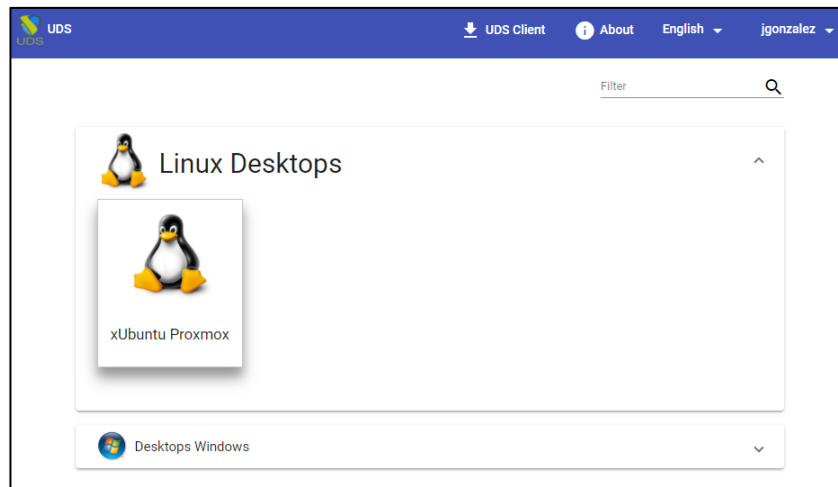 UDS
UDS
UDS Client
About
English
jgonzalez
Filter
Linux Desktops
xUbuntu Proxmox
Desktops Windows